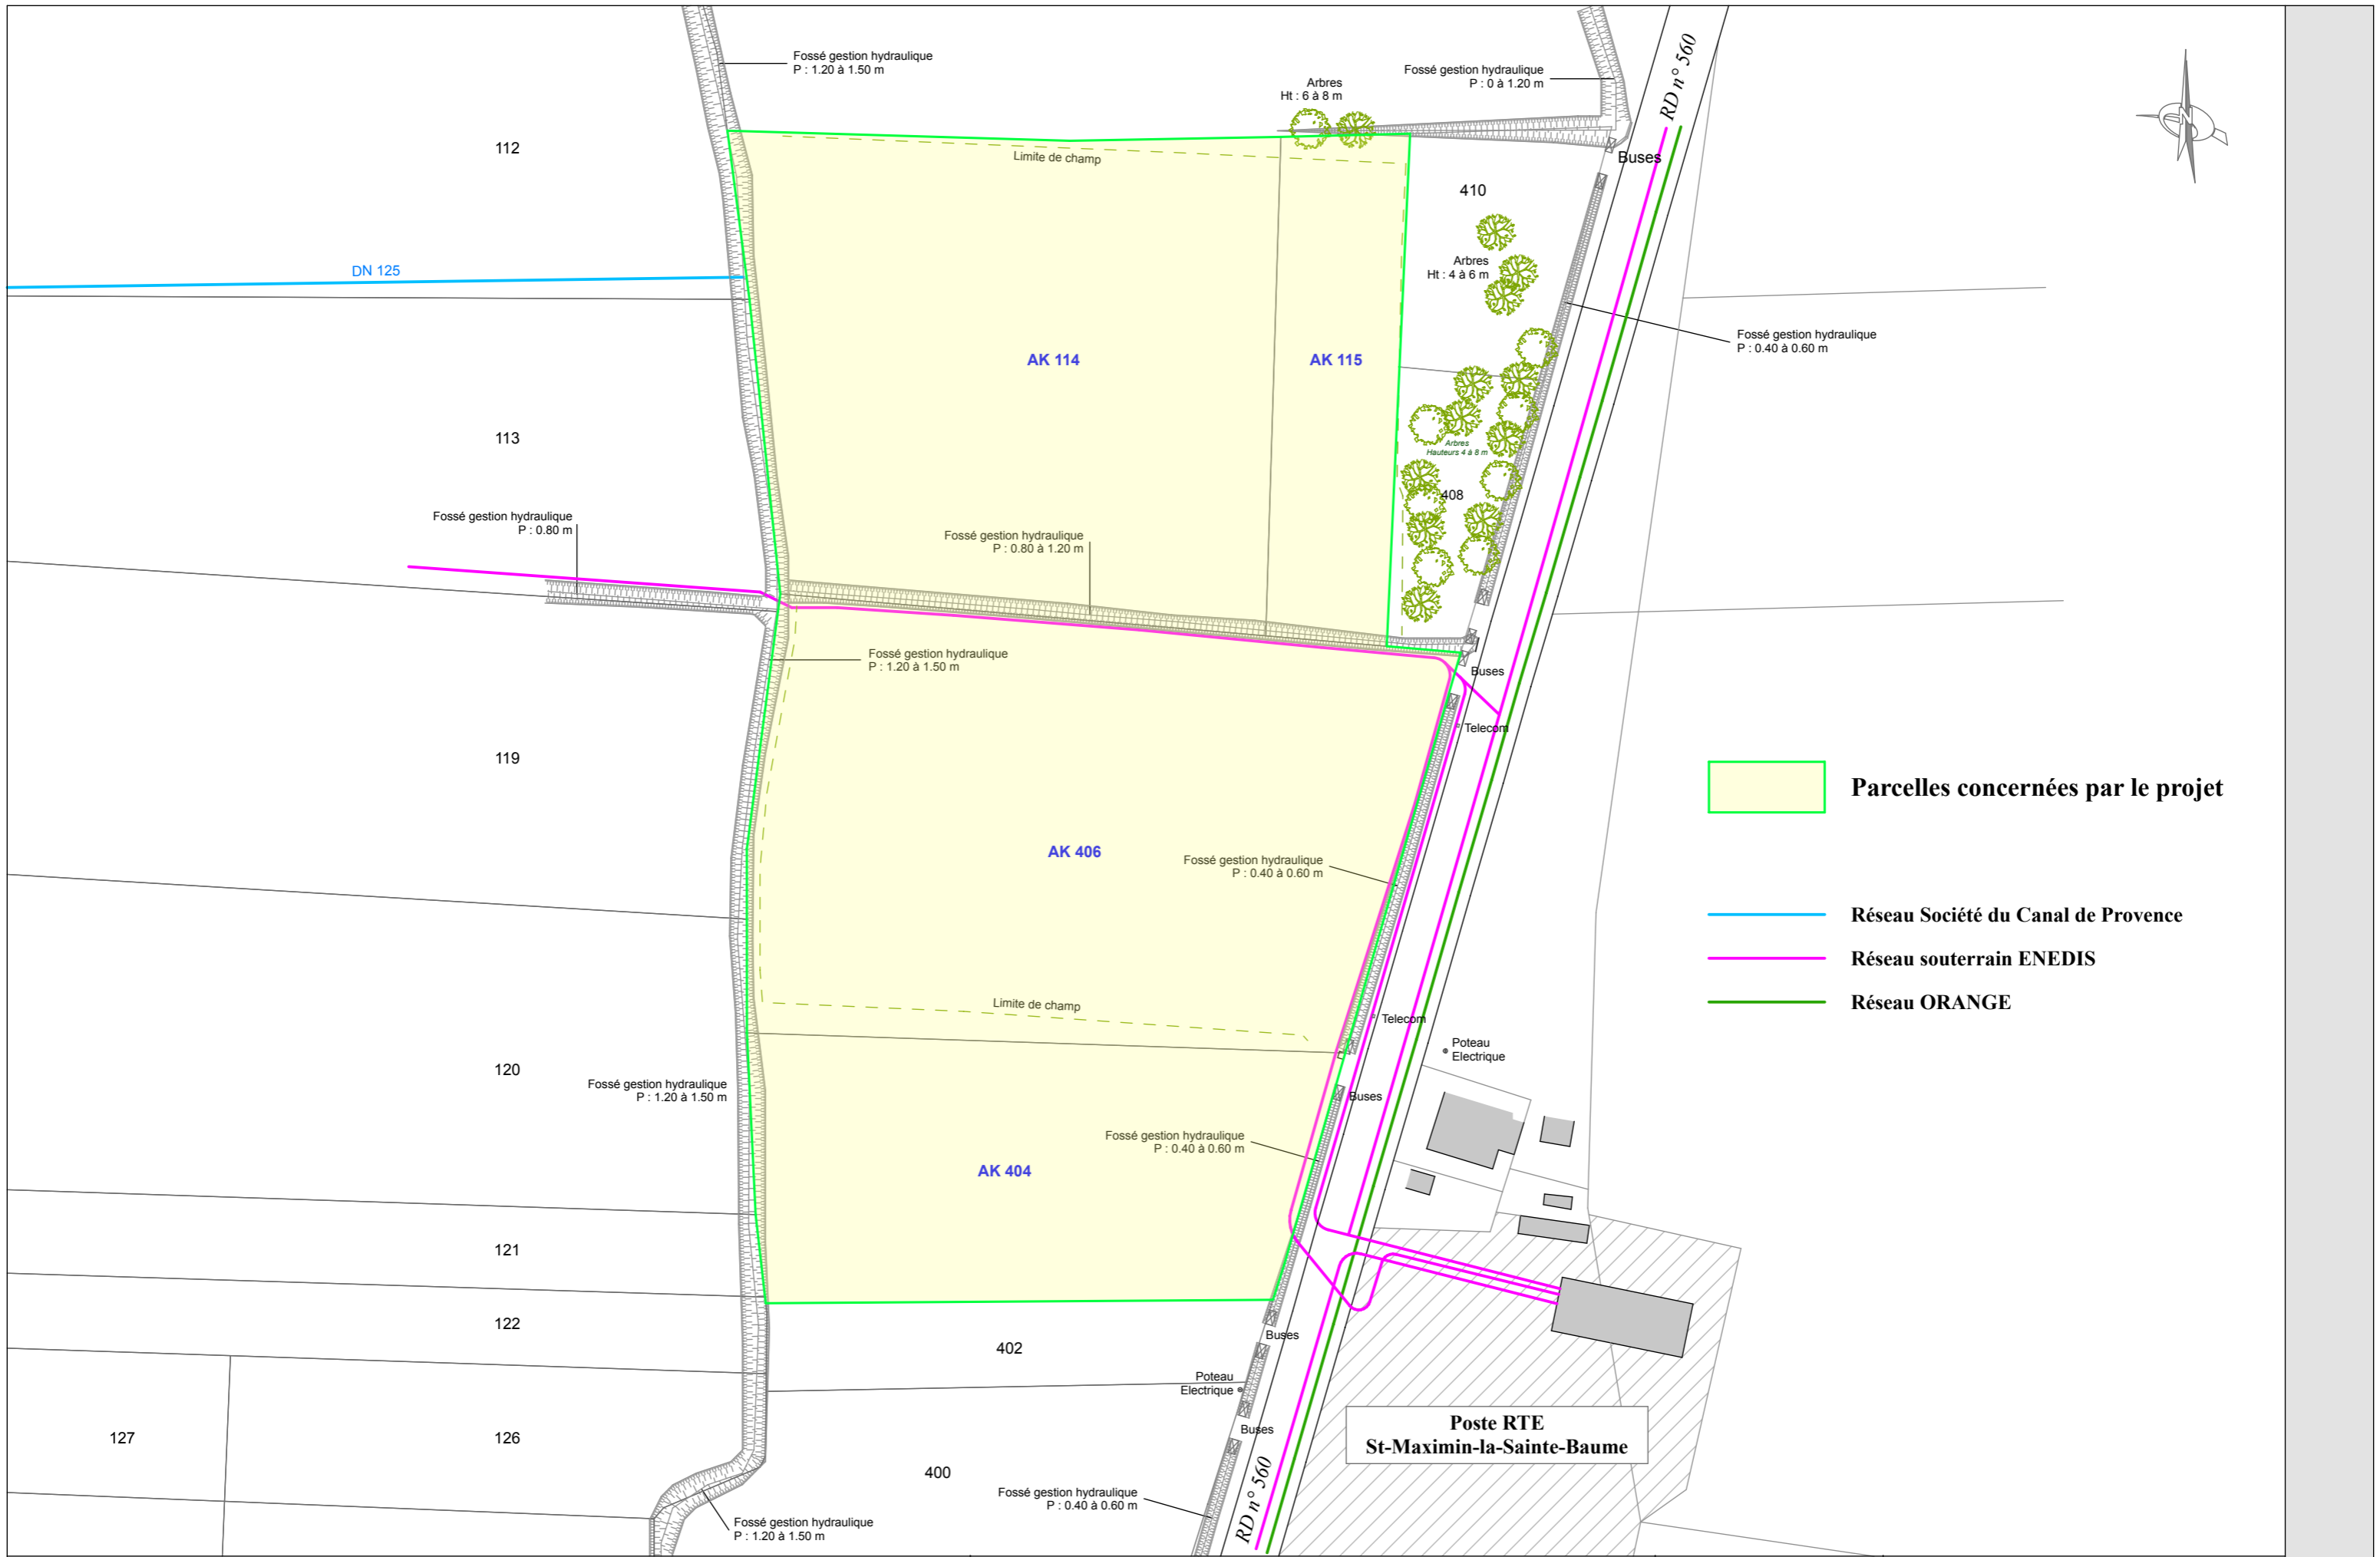 Fossé gestion hydraulique
P : 1.20 à 1.50 m
Arbres
Ht : 6 à 8 m
Fossé gestion hydraulique
P : 0 à 1.20 m
RD n° 560
N
112
Limite de champ
Buses
410
DN 125
Arbres
Ht : 4 à 6 m
Fossé gestion hydraulique
P : 0.40 à 0.60 m
AK 114
AK 115
113
Arbres
Hauteurs 4 à 8 m
408
Fossé gestion hydraulique
P : 0.80 m
Fossé gestion hydraulique
P : 0.80 à 1.20 m
Fossé gestion hydraulique
P : 1.20 à 1.50 m
Buses
Telecom
119
Parcelles concernées par le projet
AK 406
Fossé gestion hydraulique
P : 0.40 à 0.60 m
Réseau Société du Canal de Provence
Réseau souterrain ENEDIS
Réseau ORANGE
Limite de champ
Telecom
Poteau
Electrique
120
Fossé gestion hydraulique
P : 1.20 à 1.50 m
Buses
Fossé gestion hydraulique
P : 0.40 à 0.60 m
AK 404
121
122
402
Buses
Poteau
Electrique
Buses
127
126
400
Poste RTE
St-Maximin-la-Sainte-Baume
Fossé gestion hydraulique
P : 0.40 à 0.60 m
RD n° 560
Fossé gestion hydraulique
P : 1.20 à 1.50 m